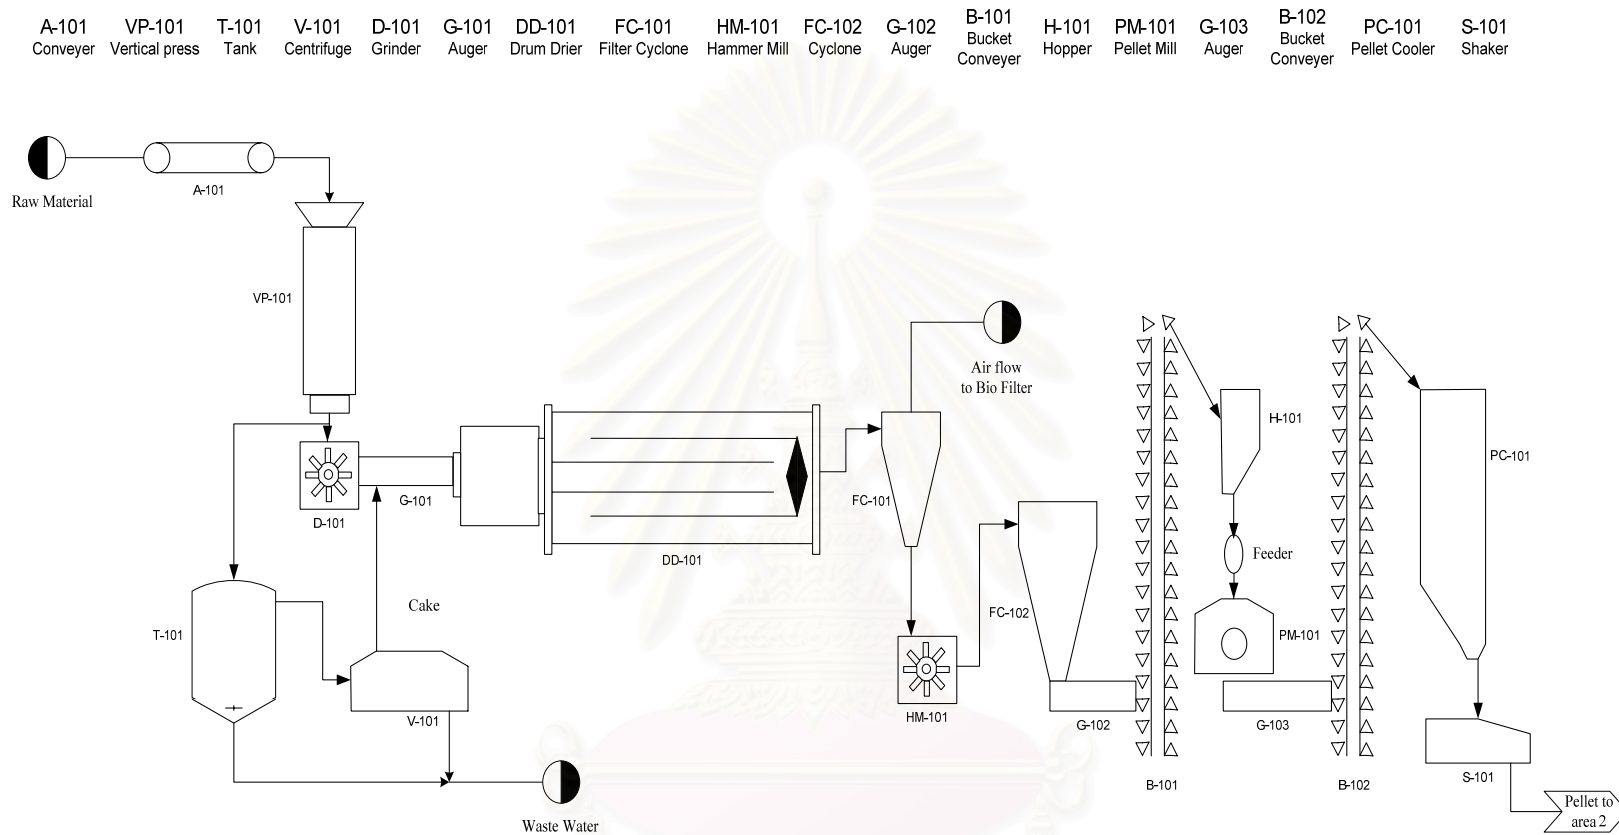 A-101 VP-101 T-101 V-101 D-101 G-101 DD-101 FC-101 HM-101 FC-102 G-102 B-101 H-101 PM-101 G-103 B-102 PC-101 S-101
Conveyer Vertical press Tank Centrifuge Grinder Auger Drum Drier Filter Cyclone Hammer Mill Cyclone Auger Bucket Hopper Pellet Mill Auger Bucket Pellet Cooler Shaker
Conveyer Conveyer
A-101
Raw Material
VP-101
Air flow
to Bio Filter
H-101
PC-101
G-101
FC-101
D-101
Feeder
DD-101
Cake
FC-102
T-101
PM-101
HM-101
V-101
G-102
G-103
S-101
B-101
B-102
Pellet to
area 2
Waste Water